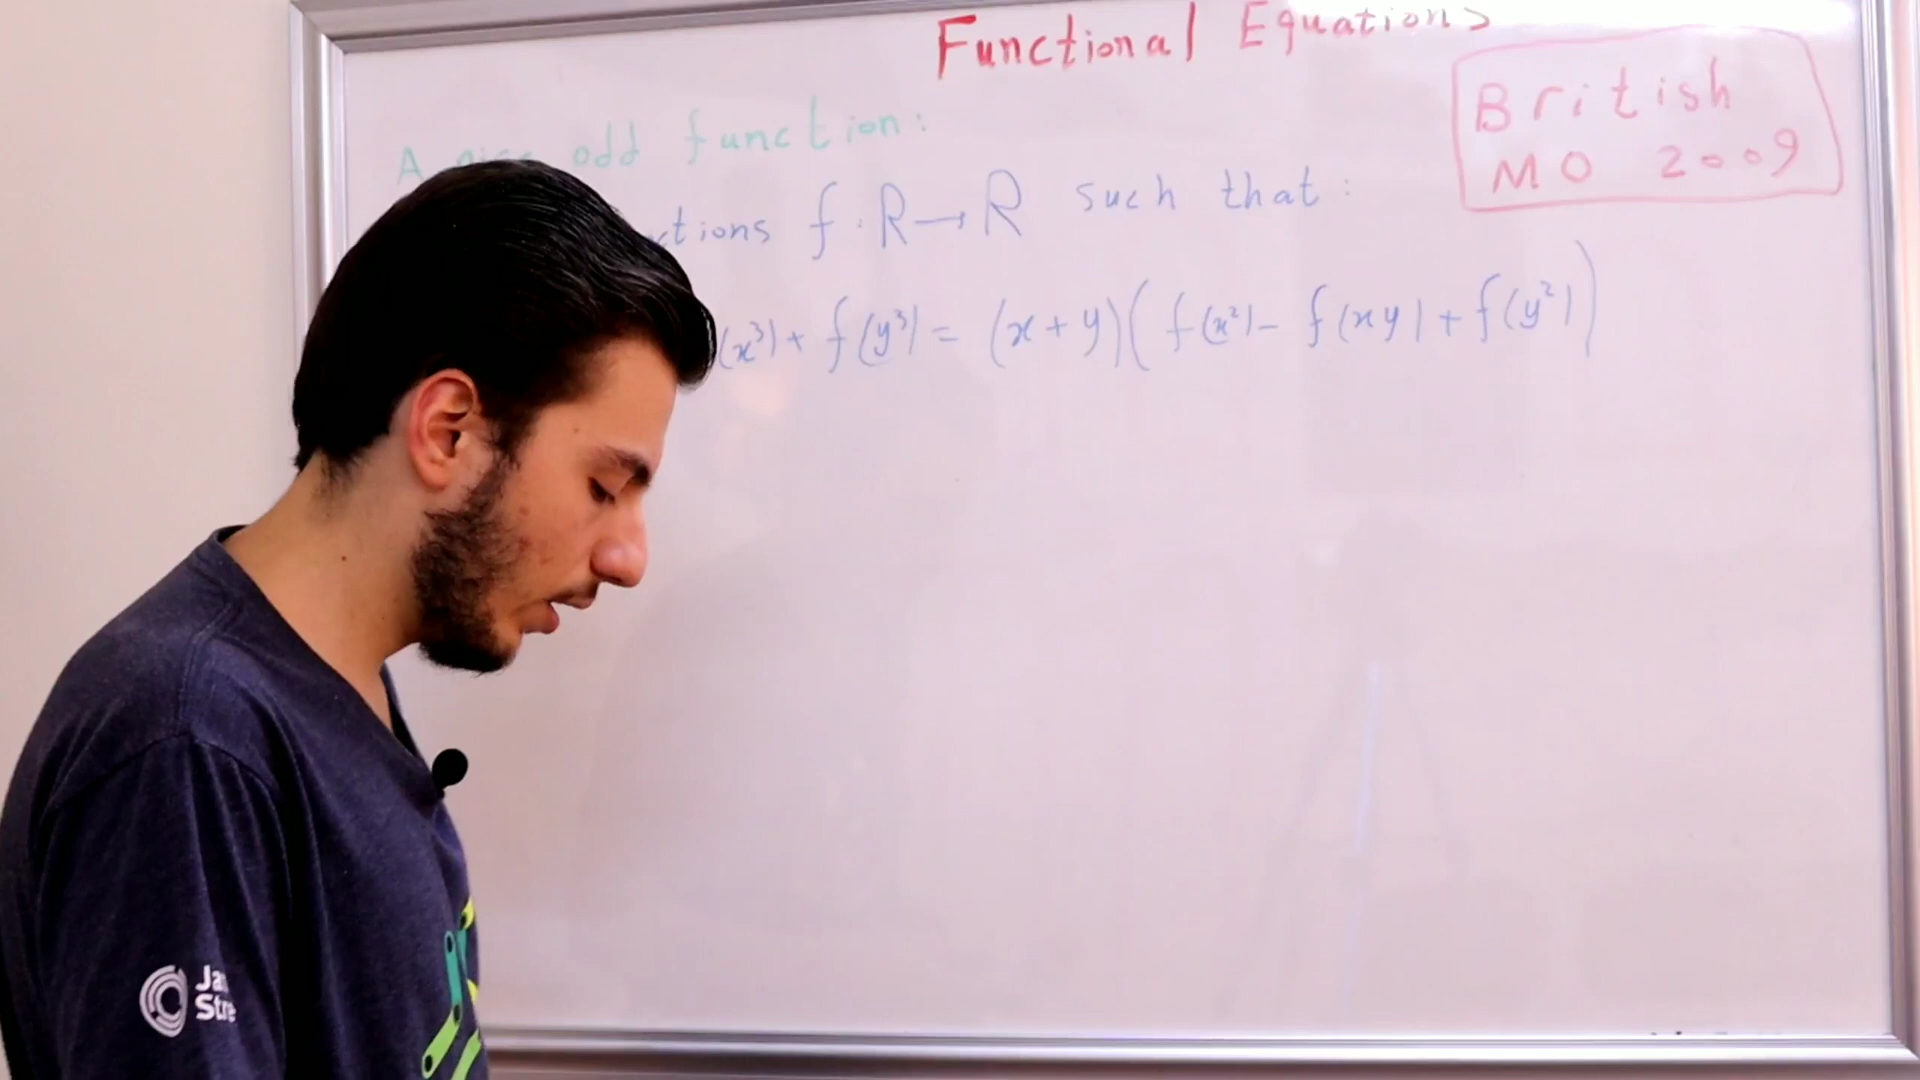 Functional Equations
British
MO 2009
A odd function:
f : R → R such that :
(x³) + f(y³) = (x + y)( f(x²) - f(xy) + f(y²) )